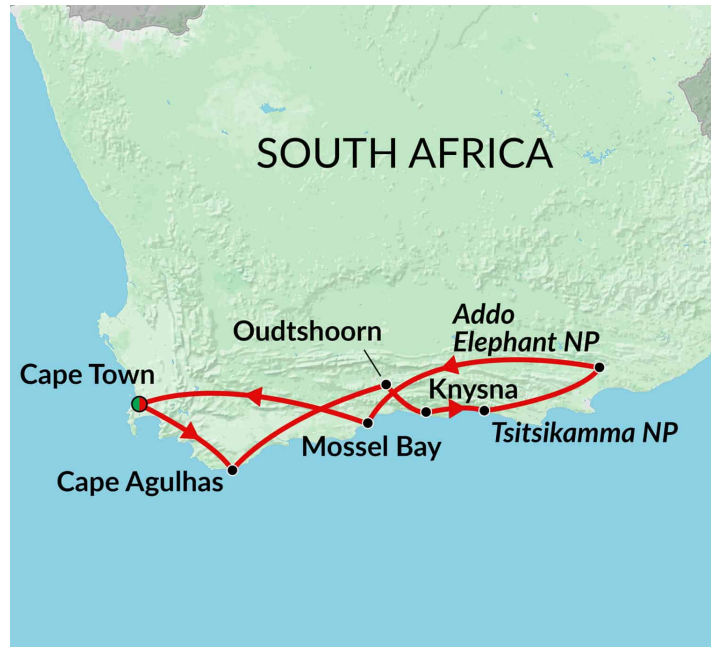 SOUTH AFRICA
Addo
Elephant NP
Oudtshoorn
Cape Town
Knysna
Mossel Bay
Tsitsikamma NP
Cape Agulhas